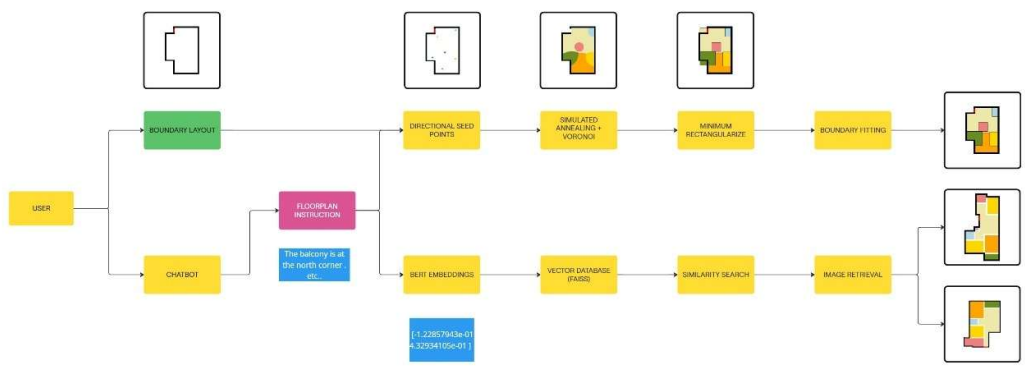 BOUNDARY LAYOUT
DIRECTIONAL SEED
POINTS
SIMULATED
ANNEALING +
VORONOI
MINIMUM
RECTANGULARIZE
BOUNDARY FITTING
USER
FLOORPLAN
INSTRUCTION
The balcony is at
the north corner .
etc..
CHATBOT
BERT EMBEDDINGS
VECTOR DATABASE
(FAISS)
SIMILARITY SEARCH
IMAGE RETRIEVAL
[-1.22857943e-01
4.32934105e-01 ]